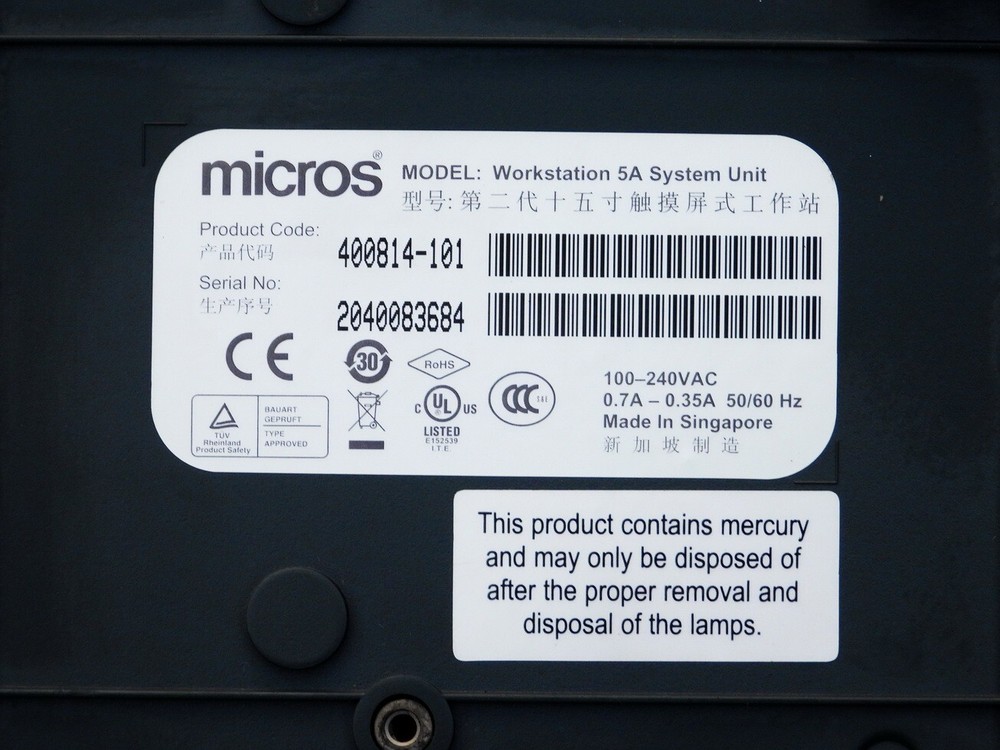 micros®
MODEL: Workstation 5A System Unit
型号: 第二代十五寸触摸屏式工作站
Product Code:
产品代码
400814-101
Serial No:
生产序号
2040083684
CE
30
RoHS
TUV
Rheinland
Product Safety
BAUART
GEPRUFT
TYPE
APPROVED
C UL® US
LISTED
E152539
I.T.E.
CCC S&E
100–240VAC
0.7A – 0.35A 50/60 Hz
Made In Singapore
新加坡制造
This product contains mercury
and may only be disposed of
after the proper removal and
disposal of the lamps.